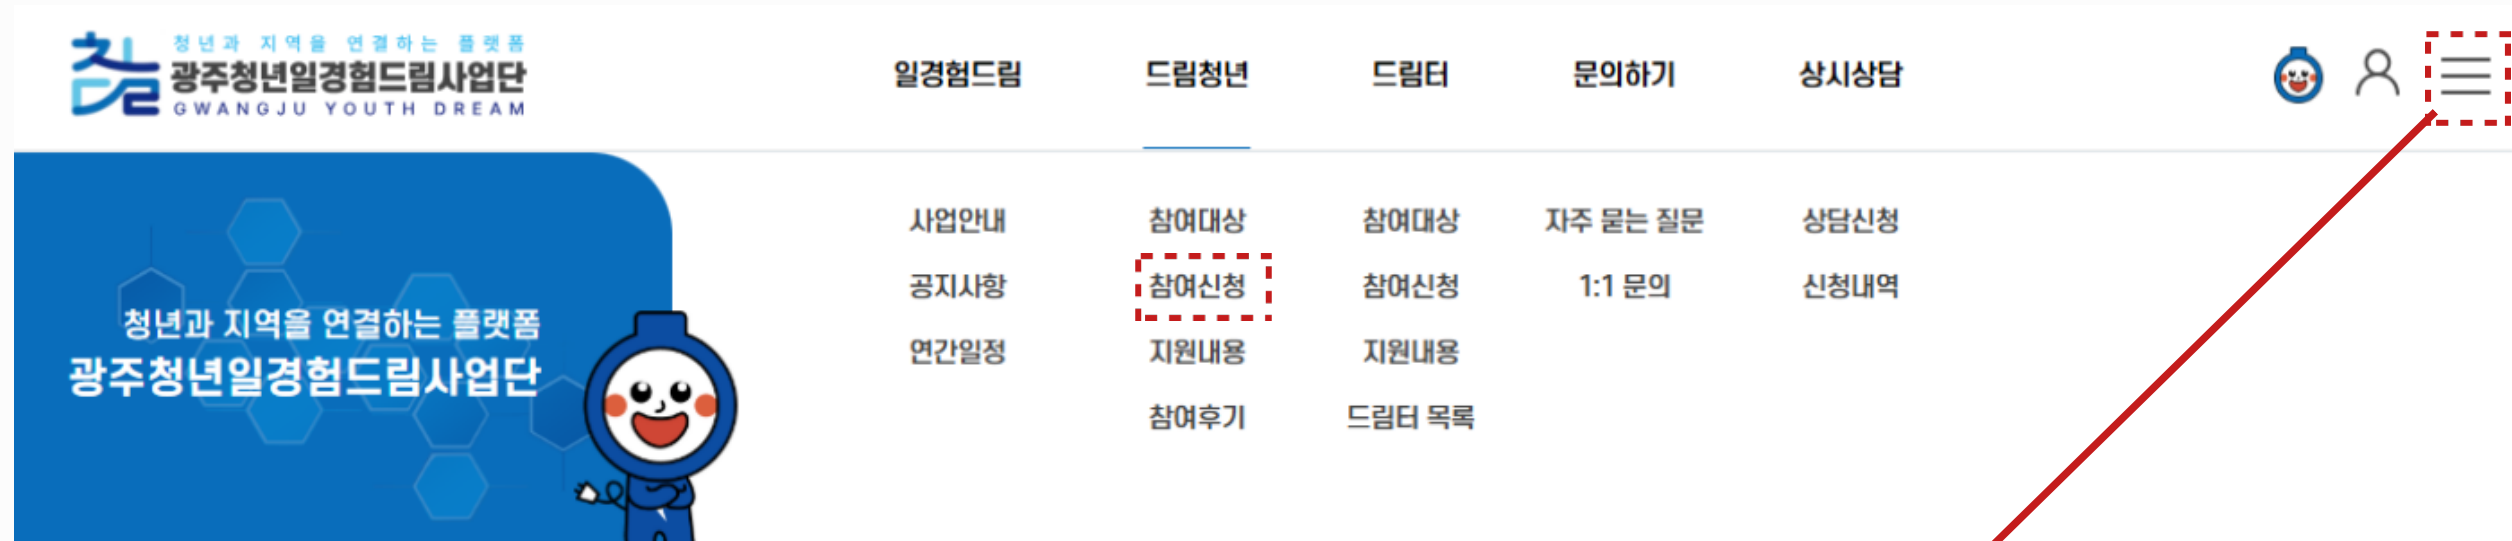 청년과 지역을 연결하는 플랫폼
광주청년일경험드림사업단
GWANGJU YOUTH DREAM
일경험드림 드림청년 드림터 문의하기 상시상담
사업안내 참여대상 참여대상 자주 묻는 질문 상담신청
공지사항 참여신청 참여신청 1:1 문의 신청내역
연간일정 지원내용 지원내용
참여후기 드림터 목록
청년과 지역을 연결하는 플랫폼
광주청년일경험드림사업단